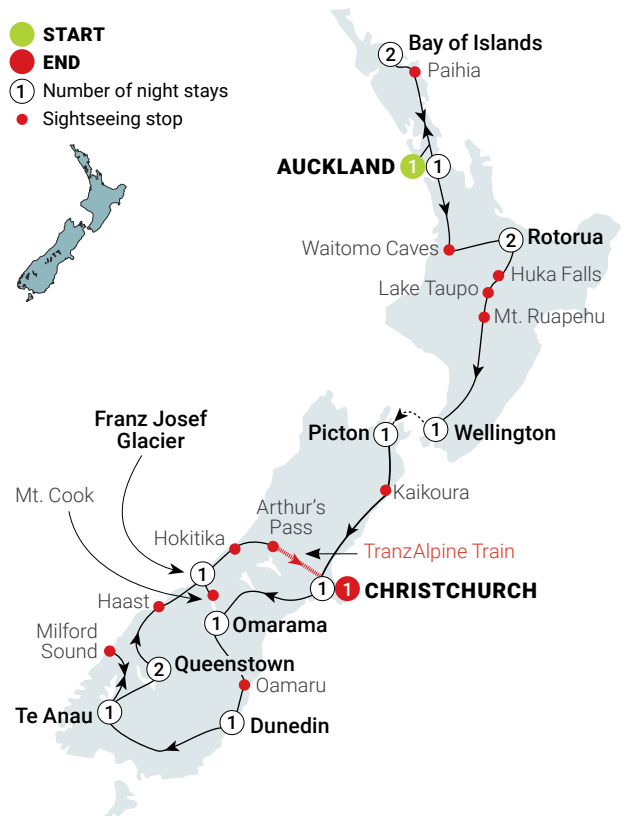 START
END
1 Number of night stays
Sightseeing stop
2 Bay of Islands
Paihia
AUCKLAND 1 1
Waitomo Caves
2 Rotorua
Huka Falls
Lake Taupo
Mt. Ruapehu
Franz Josef
Glacier
Picton 1
1 Wellington
Mt. Cook
Kaikoura
Arthur's
Pass
Hokitika
TranzAlpine Train
1
1 1 CHRISTCHURCH
Haast
1 Omarama
Milford
Sound
2 Queenstown
Oamaru
Te Anau 1
1 Dunedin